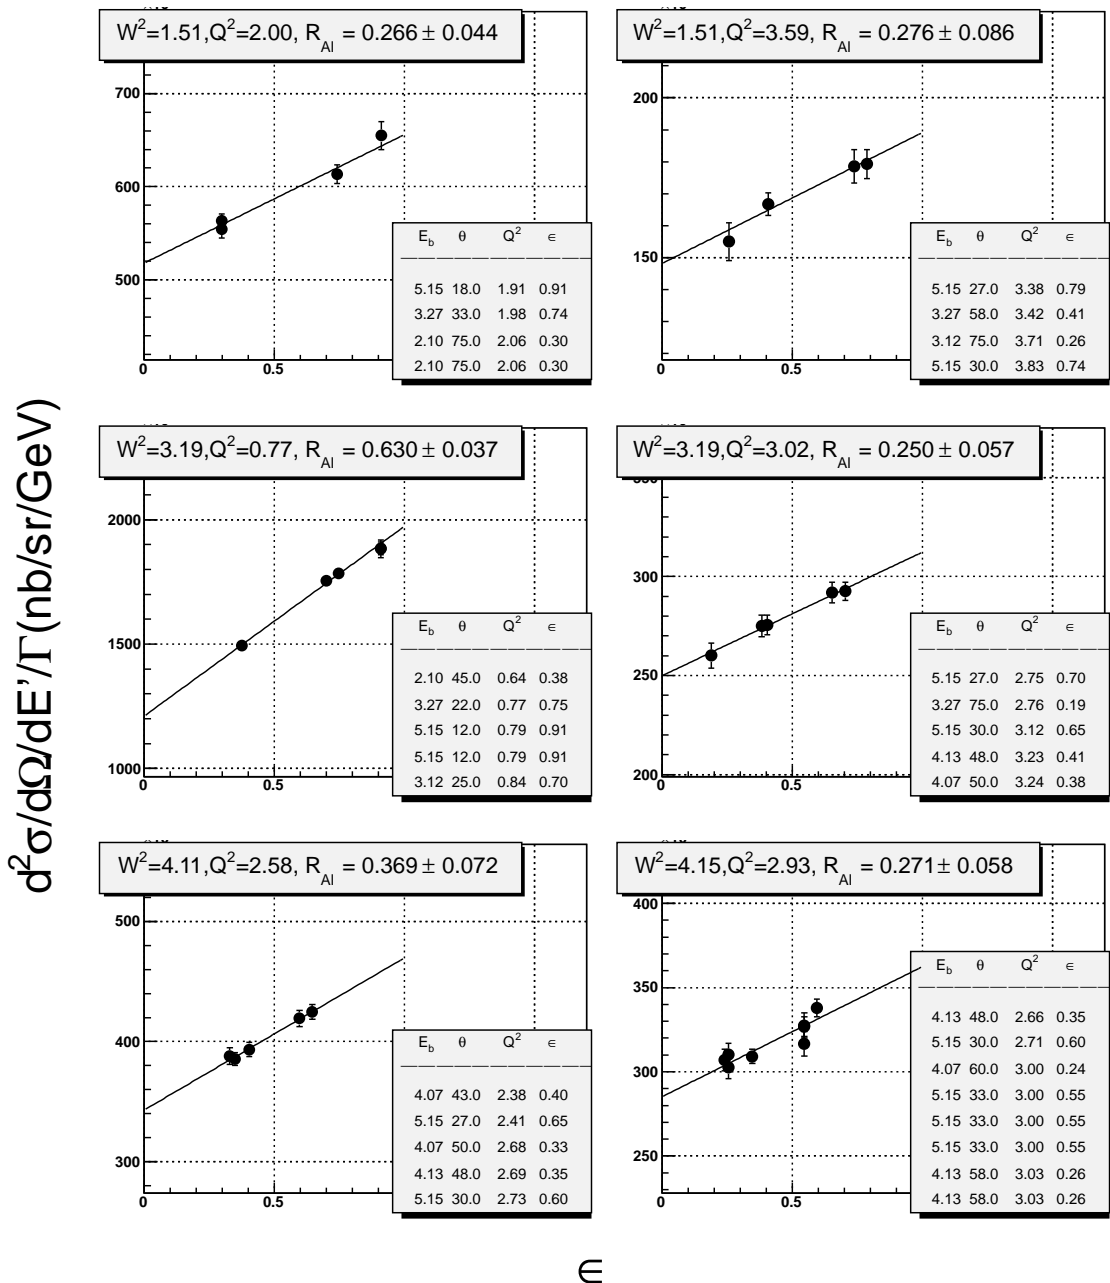 W²=1.51,Q²=2.00, R_Al = 0.266 ± 0.044
700
600
500
0
0.5
E_b θ Q² ∈
5.15 18.0 1.91 0.91
3.27 33.0 1.98 0.74
2.10 75.0 2.06 0.30
2.10 75.0 2.06 0.30
W²=1.51,Q²=3.59, R_Al = 0.276 ± 0.086
200
150
0
0.5
E_b θ Q² ∈
5.15 27.0 3.38 0.79
3.27 58.0 3.42 0.41
3.12 75.0 3.71 0.26
5.15 30.0 3.83 0.74
d²σ/dΩ/dE'/Γ(nb/sr/GeV)
W²=3.19,Q²=0.77, R_Al = 0.630 ± 0.037
2000
1500
1000
0
0.5
E_b θ Q² ∈
2.10 45.0 0.64 0.38
3.27 22.0 0.77 0.75
5.15 12.0 0.79 0.91
5.15 12.0 0.79 0.91
3.12 25.0 0.84 0.70
W²=3.19,Q²=3.02, R_Al = 0.250 ± 0.057
300
250
200
0
0.5
E_b θ Q² ∈
5.15 27.0 2.75 0.70
3.27 75.0 2.76 0.19
5.15 30.0 3.12 0.65
4.13 48.0 3.23 0.41
4.07 50.0 3.24 0.38
W²=4.11,Q²=2.58, R_Al = 0.369 ± 0.072
500
400
300
0
0.5
E_b θ Q² ∈
4.07 43.0 2.38 0.40
5.15 27.0 2.41 0.65
4.07 50.0 2.68 0.33
4.13 48.0 2.69 0.35
5.15 30.0 2.73 0.60
W²=4.15,Q²=2.93, R_Al = 0.271 ± 0.058
400
350
300
250
0
0.5
E_b θ Q² ∈
4.13 48.0 2.66 0.35
5.15 30.0 2.71 0.60
4.07 60.0 3.00 0.24
5.15 33.0 3.00 0.55
5.15 33.0 3.00 0.55
5.15 33.0 3.00 0.55
4.13 58.0 3.03 0.26
4.13 58.0 3.03 0.26
∈